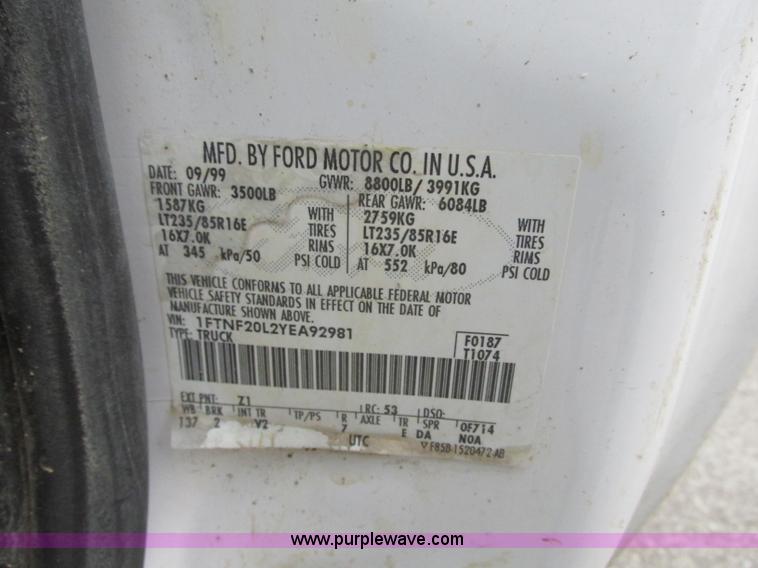 MFD. BY FORD MOTOR CO. IN U.S.A.
DATE: 09/99 GVWR: 8800LB/ 3991KG
FRONT GAWR: 3500LB REAR GAWR: 6084LB
1587KG WITH 2759KG WITH
LT235/85R16E TIRES LT235/85R16E TIRES
16X7.0K RIMS 16X7.0K RIMS
AT 345 kPa/50 PSI COLD AT 552 kPa/80 PSI COLD
THIS VEHICLE CONFORMS TO ALL APPLICABLE FEDERAL MOTOR
VEHICLE SAFETY STANDARDS IN EFFECT ON THE DATE OF
MANUFACTURE SHOWN ABOVE.
VIN: 1FTNF20L2YEA92981
TYPE: TRUCK
F0187
T1074
EXT PNT: Z1 RC: 53 DSO:
WB BRK INT TR TP/PS R AXLE TR SPR OF714
137 2 V2 7 E DA NOA
UTC
F85B-1520472-AB
www.purplewave.com